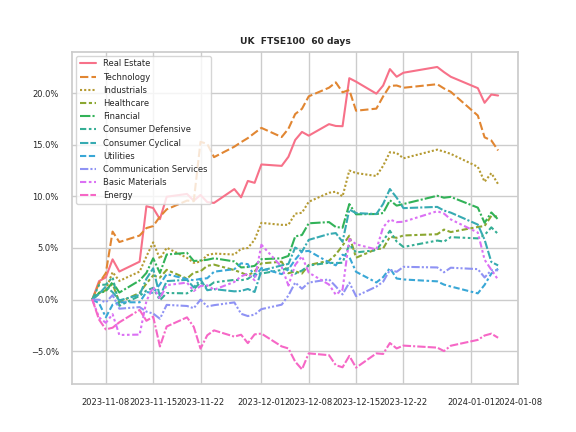 UK  FTSE100  60 days
Real Estate
Technology
Industrials
Healthcare
Financial
Consumer Defensive
Consumer Cyclical
Utilities
Communication Services
Basic Materials
Energy
20.0%
15.0%
10.0%
5.0%
0.0%
−5.0%
2023-11-08 2023-11-15 2023-11-22 2023-12-01 2023-12-08 2023-12-15 2023-12-22 2024-01-01 2024-01-08